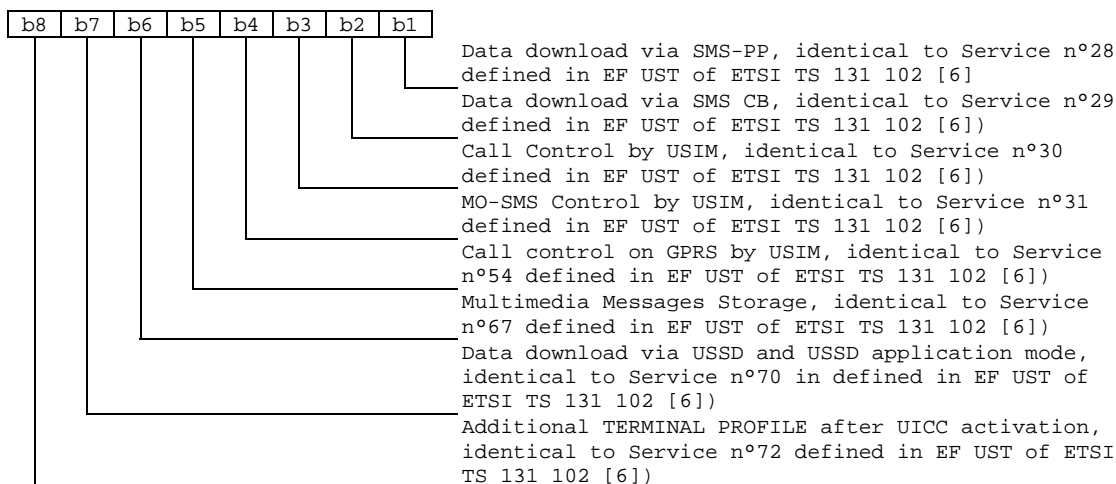 b8 b7 b6 b5 b4 b3 b2 b1
Data download via SMS-PP, identical to Service n°28
defined in EF UST of ETSI TS 131 102 [6]
Data download via SMS CB, identical to Service n°29
defined in EF UST of ETSI TS 131 102 [6])
Call Control by USIM, identical to Service n°30
defined in EF UST of ETSI TS 131 102 [6])
MO-SMS Control by USIM, identical to Service n°31
defined in EF UST of ETSI TS 131 102 [6])
Call control on GPRS by USIM, identical to Service
n°54 defined in EF UST of ETSI TS 131 102 [6])
Multimedia Messages Storage, identical to Service
n°67 defined in EF UST of ETSI TS 131 102 [6])
Data download via USSD and USSD application mode,
identical to Service n°70 in defined in EF UST of
ETSI TS 131 102 [6])
Additional TERMINAL PROFILE after UICC activation,
identical to Service n°72 defined in EF UST of ETSI
TS 131 102 [6])